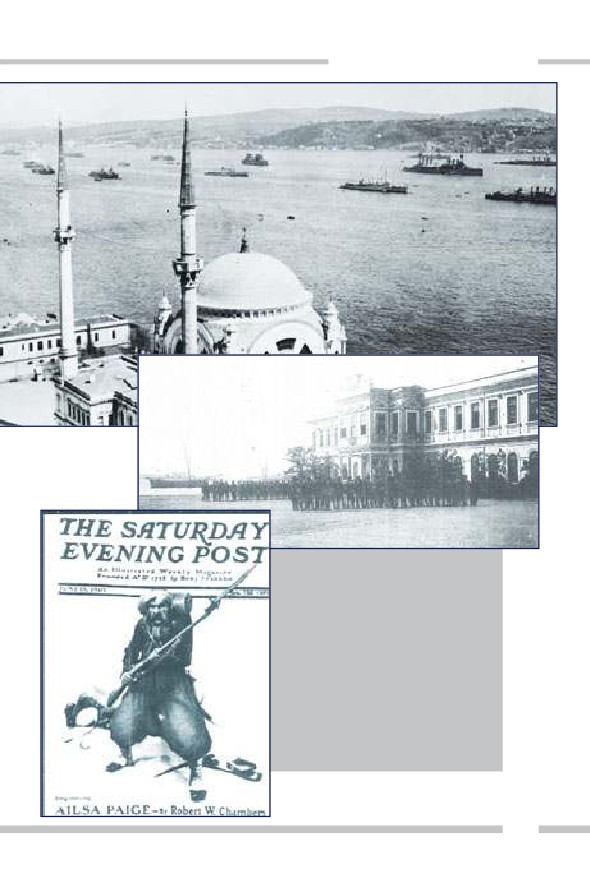 THE SATURDAY
EVENING POST
An Illustrated Weekly Magazine
Founded A° D¹ 1728 by Benj. Franklin
AILSA PAIGE—By Robert W. Chambers